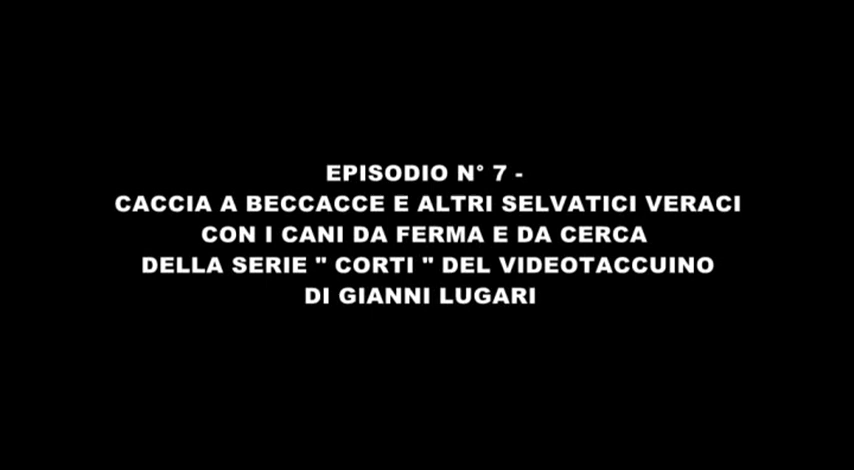 EPISODIO N° 7 -
CACCIA A BECCACCE E ALTRI SELVATICI VERACI
CON I CANI DA FERMA E DA CERCA
DELLA SERIE " CORTI " DEL VIDEOTACCUINO
DI GIANNI LUGARI